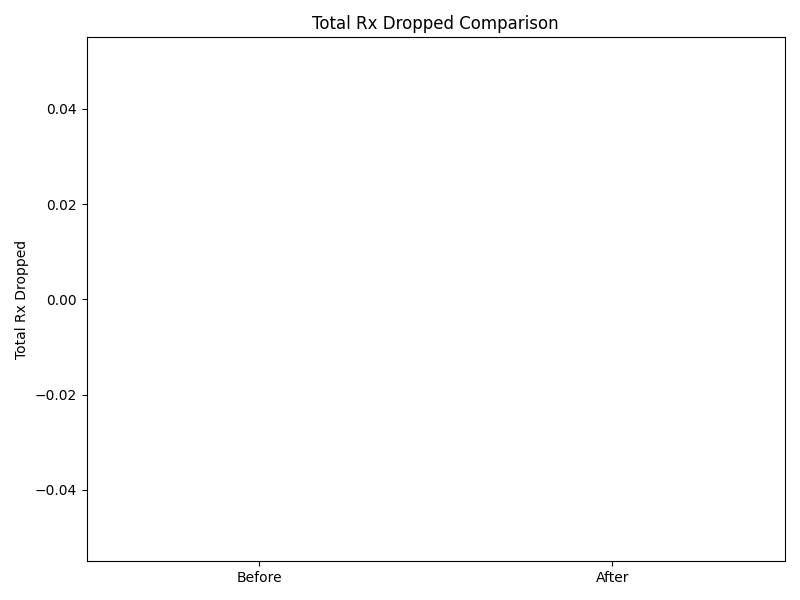 Total Rx Dropped Comparison
Total Rx Dropped
0.04
0.02
0.00
−0.02
−0.04
Before
After